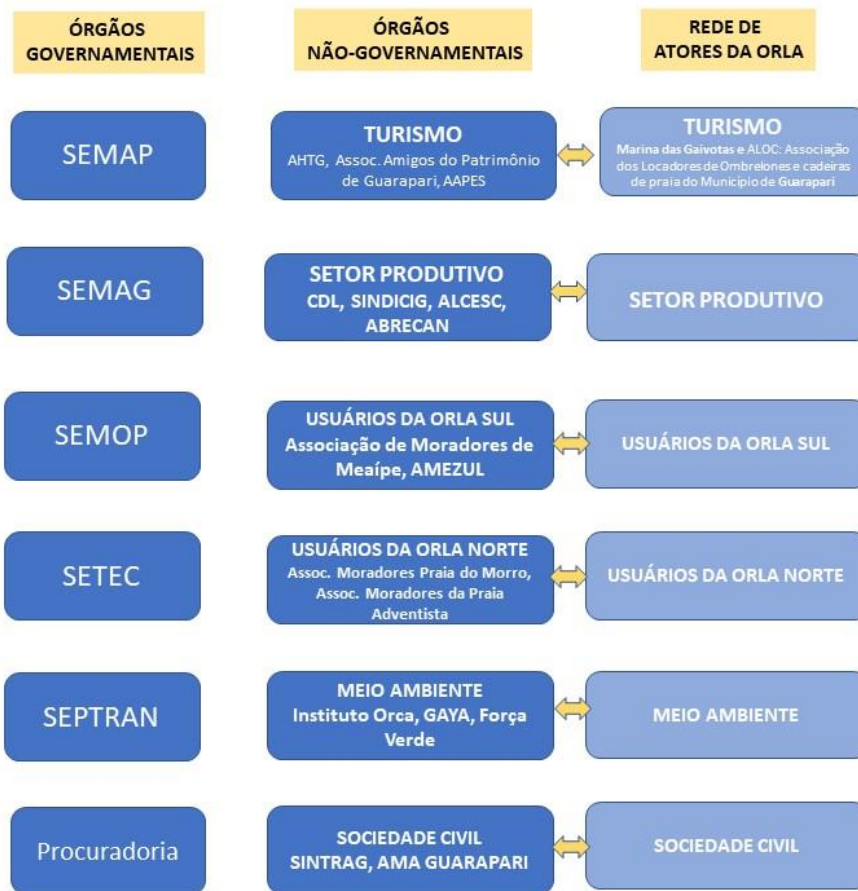 ÓRGÃOS
GOVERNAMENTAIS
ÓRGÃOS
NÃO-GOVERNAMENTAIS
REDE DE
ATORES DA ORLA
SEMAP
TURISMO
AHTG, Assoc. Amigos do Patrimônio
de Guarapari, AAPES
TURISMO
Marina das Gaivotas e ALOC: Associação
dos Locadores de Ombrelones e cadeiras
de praia do Município de Guarapari
SEMAG
SETOR PRODUTIVO
CDL, SINDICIG, ALCESC,
ABRECAN
SETOR PRODUTIVO
SEMOP
USUÁRIOS DA ORLA SUL
Associação de Moradores de
Meaípe, AMEZUL
USUÁRIOS DA ORLA SUL
SETEC
USUÁRIOS DA ORLA NORTE
Assoc. Moradores Praia do Morro,
Assoc. Moradores da Praia
Adventista
USUÁRIOS DA ORLA NORTE
SEPTRAN
MEIO AMBIENTE
Instituto Orca, GAYA, Força
Verde
MEIO AMBIENTE
Procuradoria
SOCIEDADE CIVIL
SINTRAG, AMA GUARAPARI
SOCIEDADE CIVIL